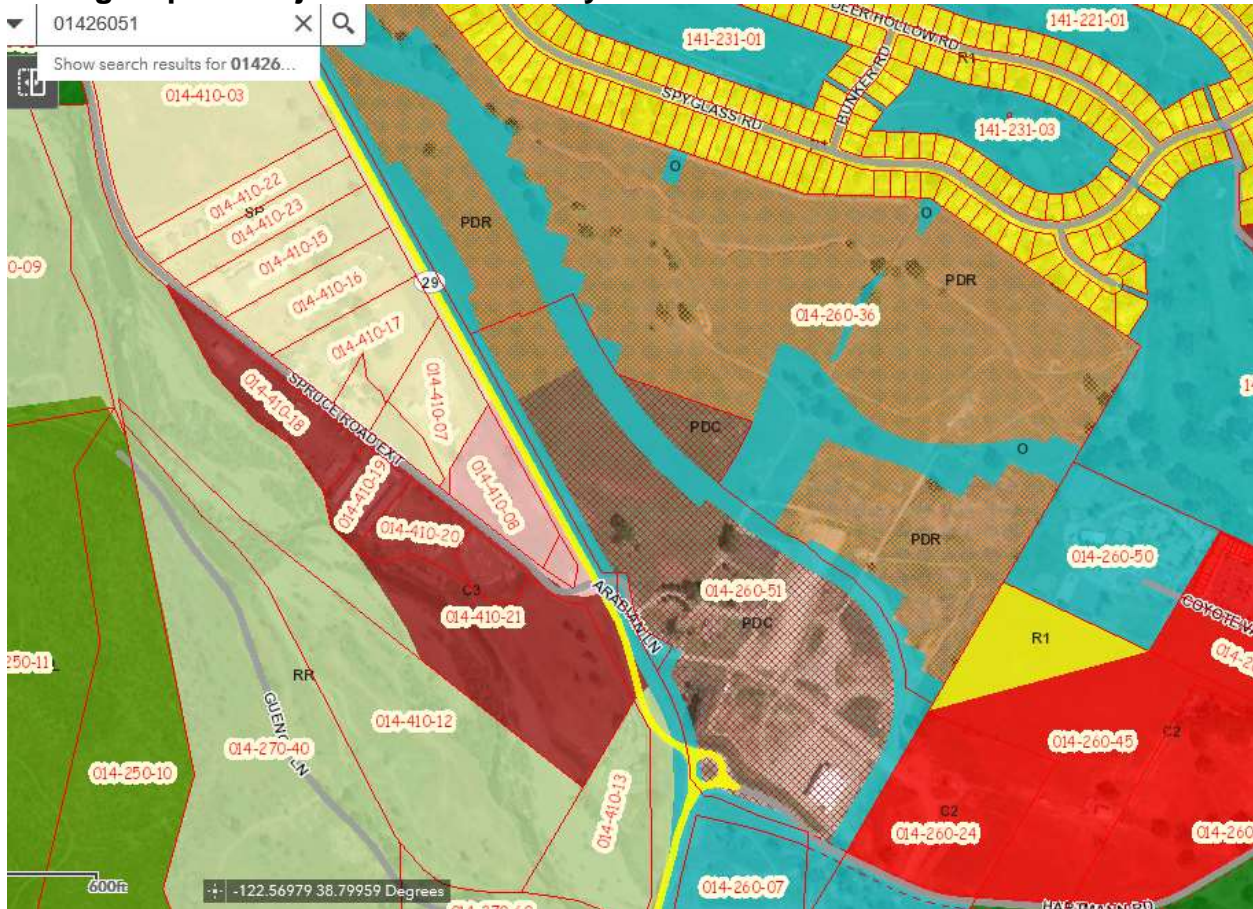 01426051
Show search results for 01426...
141-221-01
DEER HOLLOW RD
R1
141-231-01
BUNKER RD
SPYGLASS RD
014-410-03
141-231-03
014-410-22
SP
014-410-23
014-410-15
014-410-16
014-410-17
014-410-07
PDR
O
O
29
PDR
014-260-36
0-09
014-410-18
SPRUCE ROAD EXT
014-410-19
014-410-08
014-410-20
PDC
O
PDR
014-260-50
C3
014-410-21
ARABIAN LN
014-260-51
PDC
R1
250-11
RR
014-410-12
014-270-40
014-250-10
014-410-13
014-260-45
C2
C2
014-260-24
014-260
014-260-07
600ft
-122.56979 38.79959 Degrees
HARTMANN RD